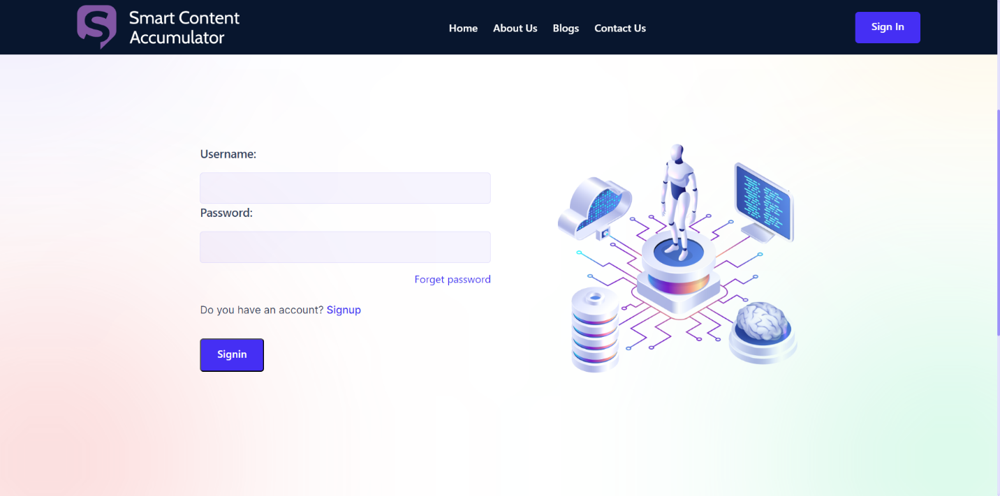 Smart Content
Accumulator
Home About Us Blogs Contact Us
Sign In
Username:
Password:
Forget password
Do you have an account? Signup
Signin